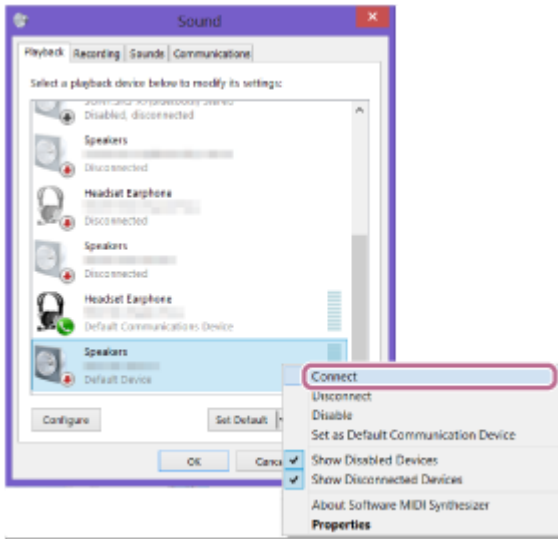 Sound
Playback Recording Sounds Communications
Select a playback device below to modify its settings:
Disabled, disconnected
Speakers
Disconnected
Headset Earphone
Disconnected
Speakers
Disconnected
Headset Earphone
Default Communications Device
Speakers
Default Device
Configure Set Default
OK Cance
Connect
Disconnect
Disable
Set as Default Communication Device
Show Disabled Devices
Show Disconnected Devices
About Software MIDI Synthesizer
Properties